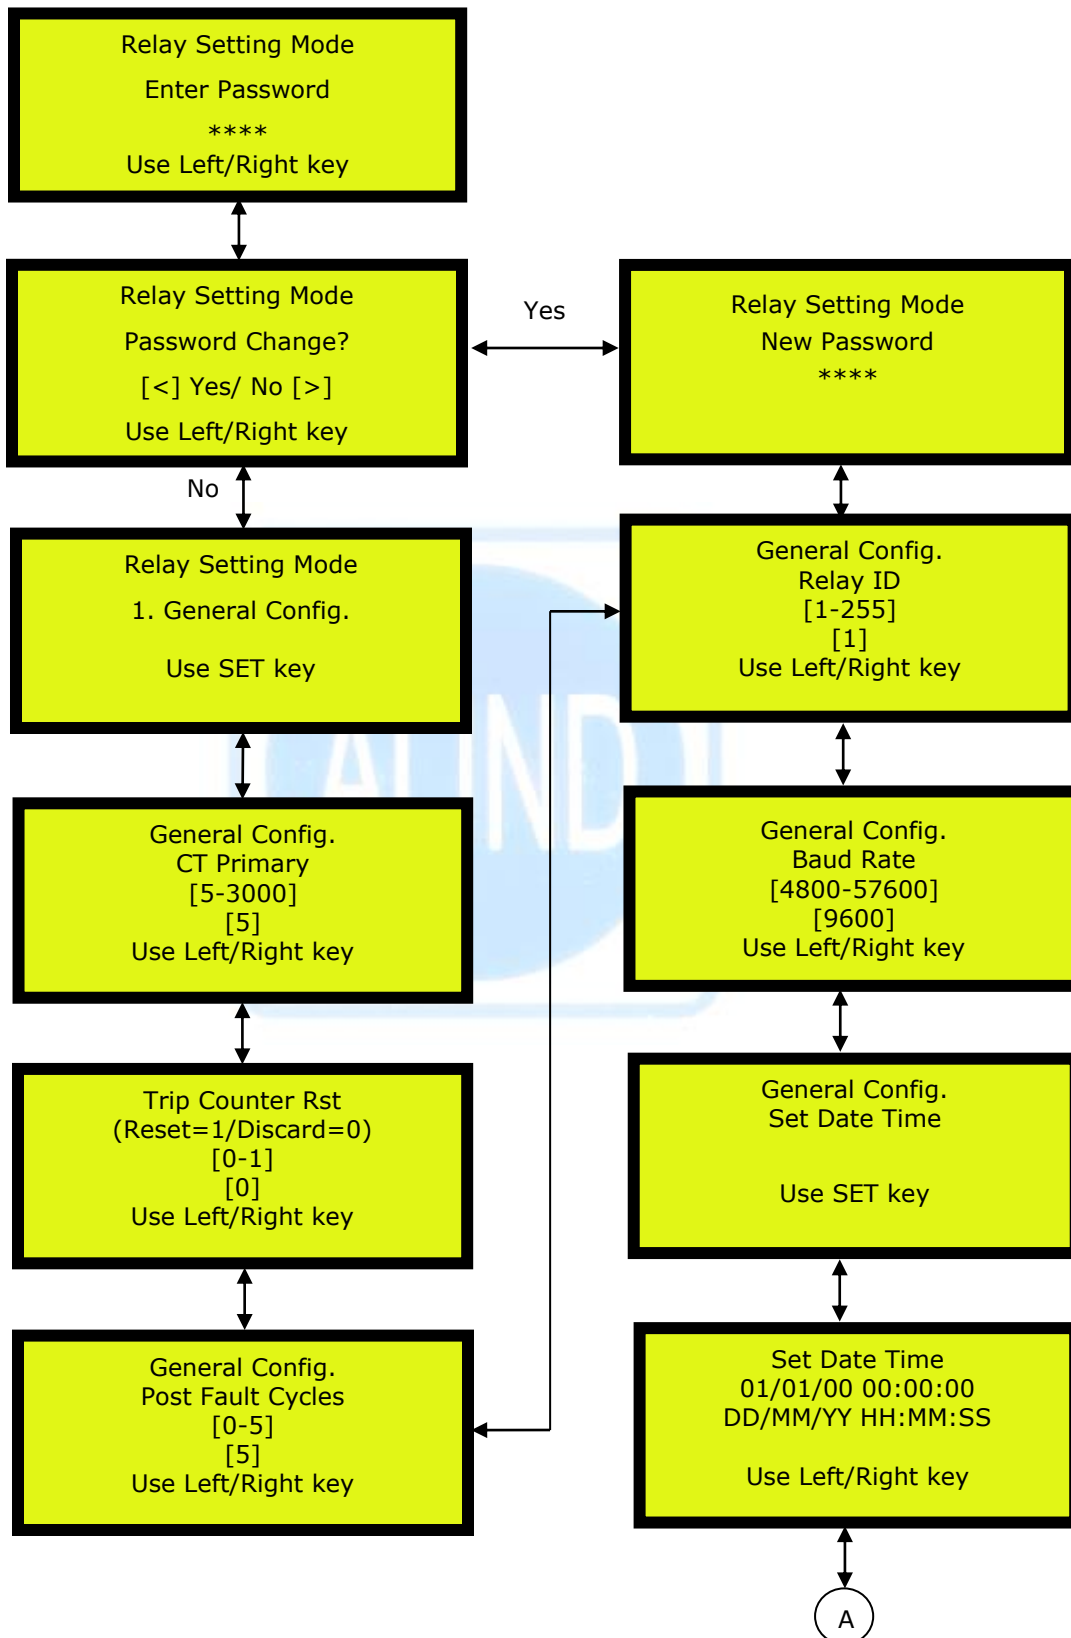 Relay Setting Mode
Enter Password
****
Use Left/Right key
Relay Setting Mode
Password Change?
[<] Yes/ No [>]
Use Left/Right key
Yes
Relay Setting Mode
New Password
****
No
Relay Setting Mode
1. General Config.
Use SET key
General Config.
CT Primary
[5-3000]
[5]
Use Left/Right key
Trip Counter Rst
(Reset=1/Discard=0)
[0-1]
[0]
Use Left/Right key
General Config.
Post Fault Cycles
[0-5]
[5]
Use Left/Right key
General Config.
Relay ID
[1-255]
[1]
Use Left/Right key
General Config.
Baud Rate
[4800-57600]
[9600]
Use Left/Right key
General Config.
Set Date Time
Use SET key
Set Date Time
01/01/00 00:00:00
DD/MM/YY HH:MM:SS
Use Left/Right key
A
ALIND